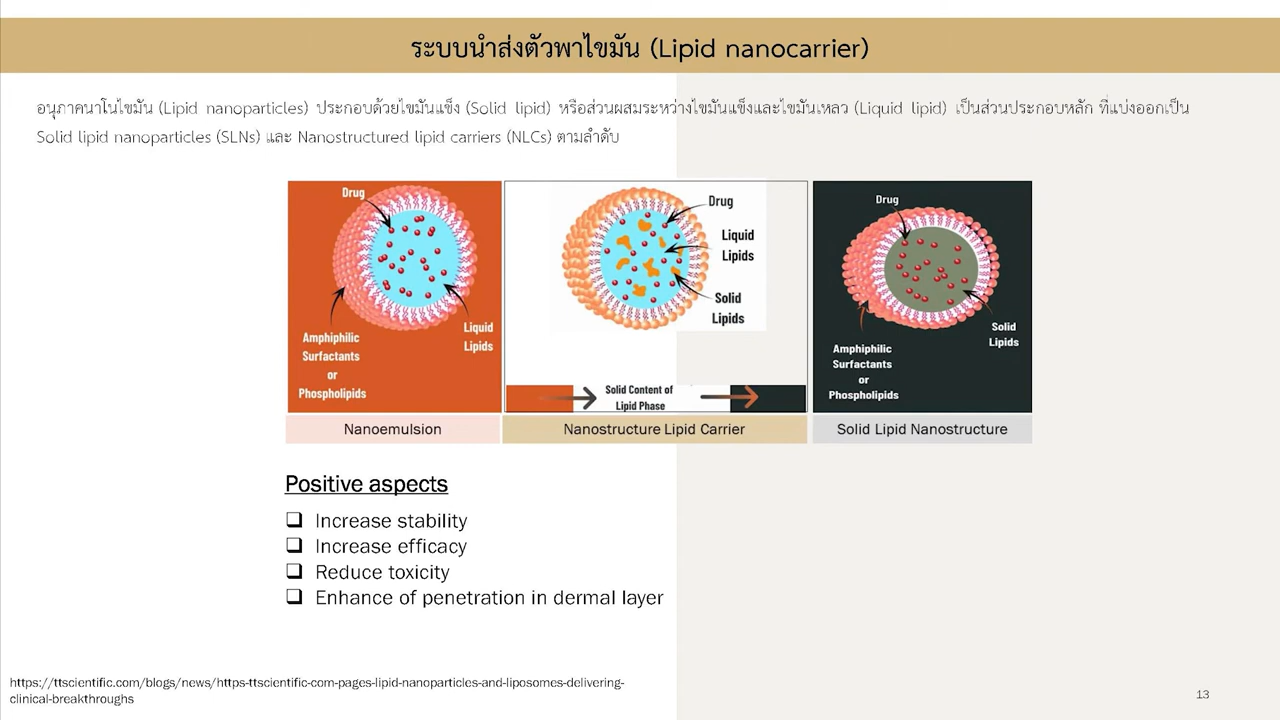 ระบบนำส่งตัวพาไขมัน (Lipid nanocarrier)
อนุภาคนาโนไขมัน (Lipid nanoparticles) ประกอบด้วยไขมันแข็ง (Solid lipid) หรือส่วนผสมระหว่างไขมันแข็งและไขมันเหลว (Liquid lipid) เป็นส่วนประกอบหลัก ที่แบ่งออกเป็น
Solid lipid nanoparticles (SLNs) และ Nanostructured lipid carriers (NLCs) ตามลำดับ
Drug
Liquid
Lipids
Amphiphilic
Surfactants
or
Phospholipids
Nanoemulsion
Drug
Liquid
Lipids
Solid
Lipids
Solid Content of
Lipid Phase
Nanostructure Lipid Carrier
Drug
Solid
Lipids
Amphiphilic
Surfactants
or
Phospholipids
Solid Lipid Nanostructure
Positive aspects
Increase stability
Increase efficacy
Reduce toxicity
Enhance of penetration in dermal layer
https://ttscientific.com/blogs/news/https-ttscientific-com-pages-lipid-nanoparticles-and-liposomes-delivering-
clinical-breakthroughs
13